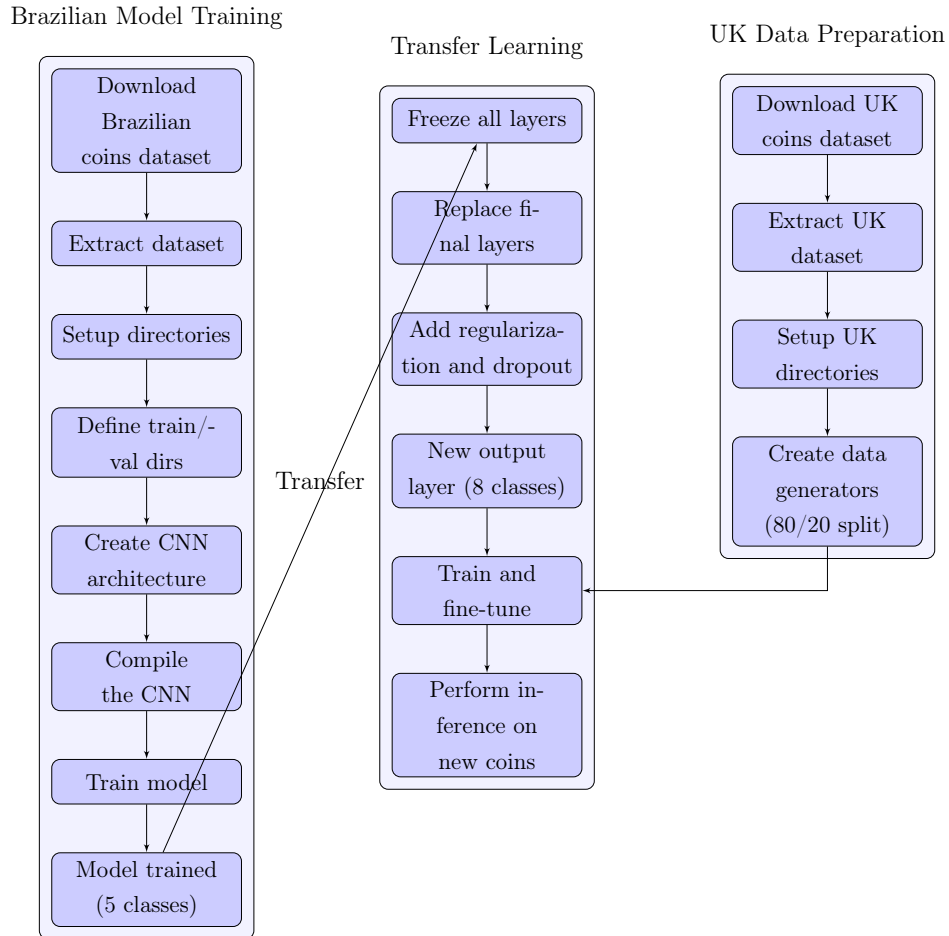 Brazilian Model Training
Download
Brazilian
coins dataset
Extract dataset
Setup directories
Define train/-
val dirs
Create CNN
architecture
Compile
the CNN
Train model
Model trained
(5 classes)
Transfer
Transfer Learning
Freeze all layers
Replace fi-
nal layers
Add regulariza-
tion and dropout
New output
layer (8 classes)
Train and
fine-tune
Perform in-
ference on
new coins
UK Data Preparation
Download UK
coins dataset
Extract UK
dataset
Setup UK
directories
Create data
generators
(80/20 split)